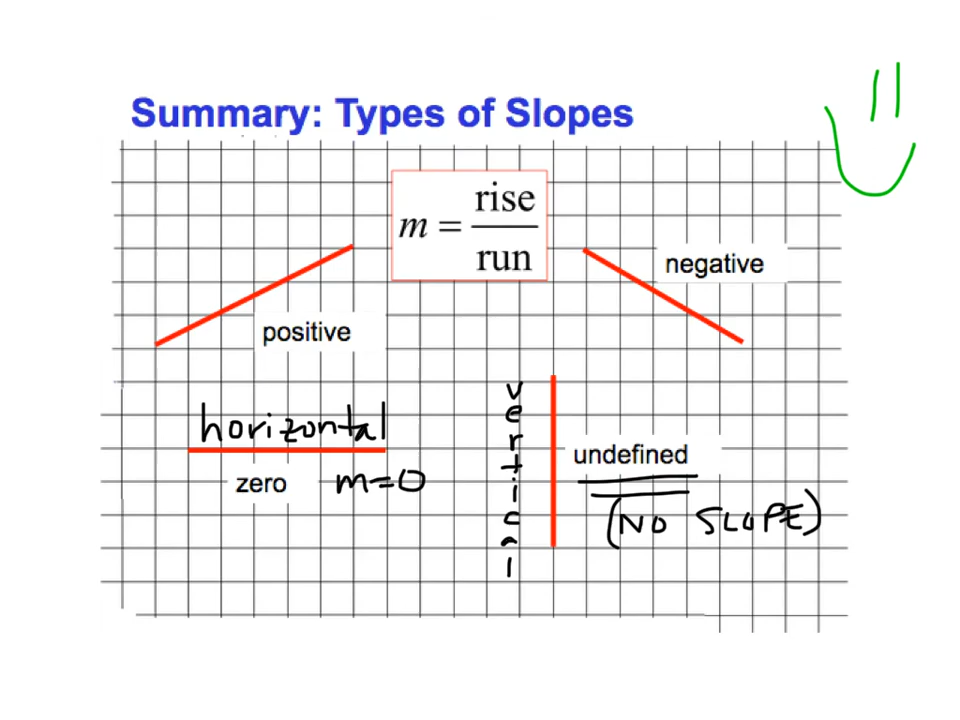 Summary: Types of Slopes
m = rise/run
negative
positive
horizontal
zero m=0
vertical
undefined
(NO SLOPE)